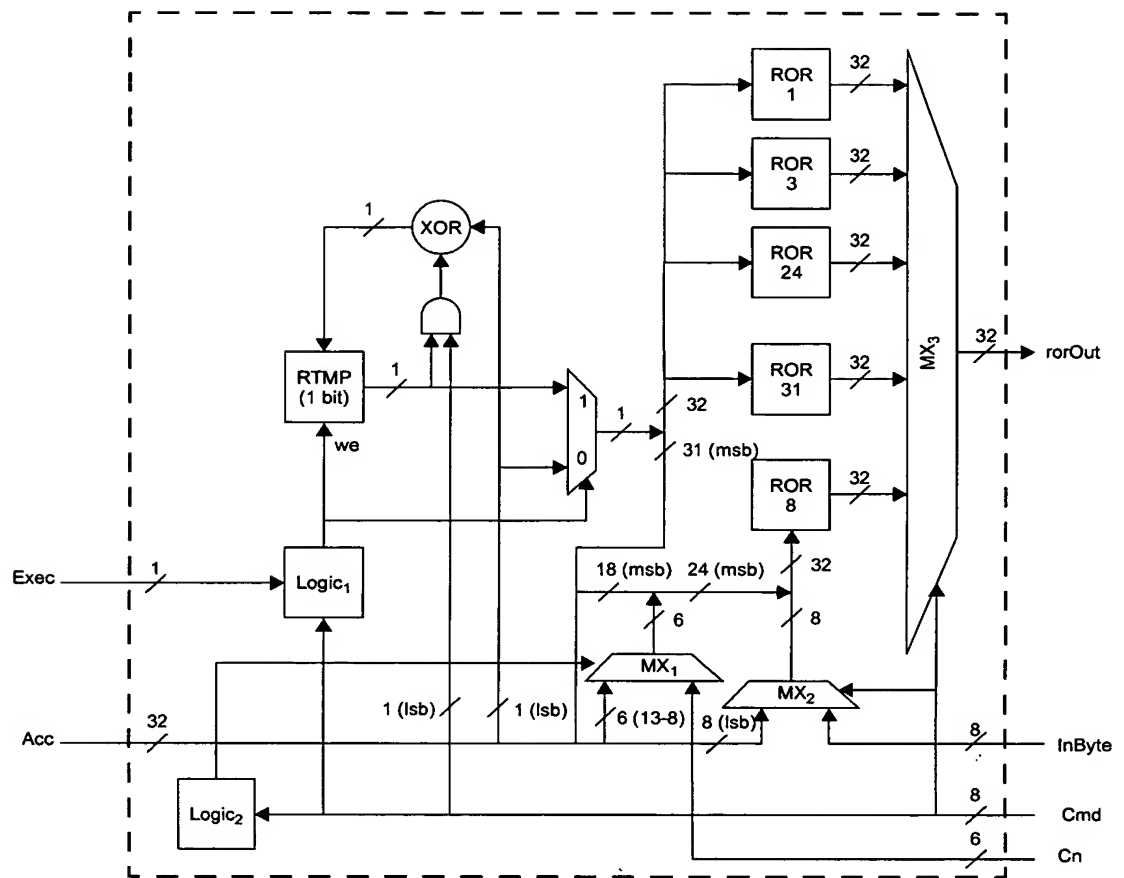 ROR
1
32
ROR
3
32
ROR
24
32
ROR
31
32
ROR
8
32
MX3
32
rorOut
1
XOR
RTMP
(1 bit)
1
we
1
0
1
32
31 (msb)
Exec
1
Logic1
18 (msb)
24 (msb)
32
6
8
MX1
MX2
1 (lsb)
1 (lsb)
6 (13-8)
8 (lsb)
Acc
32
8
InByte
Logic2
8
Cmd
6
Cn